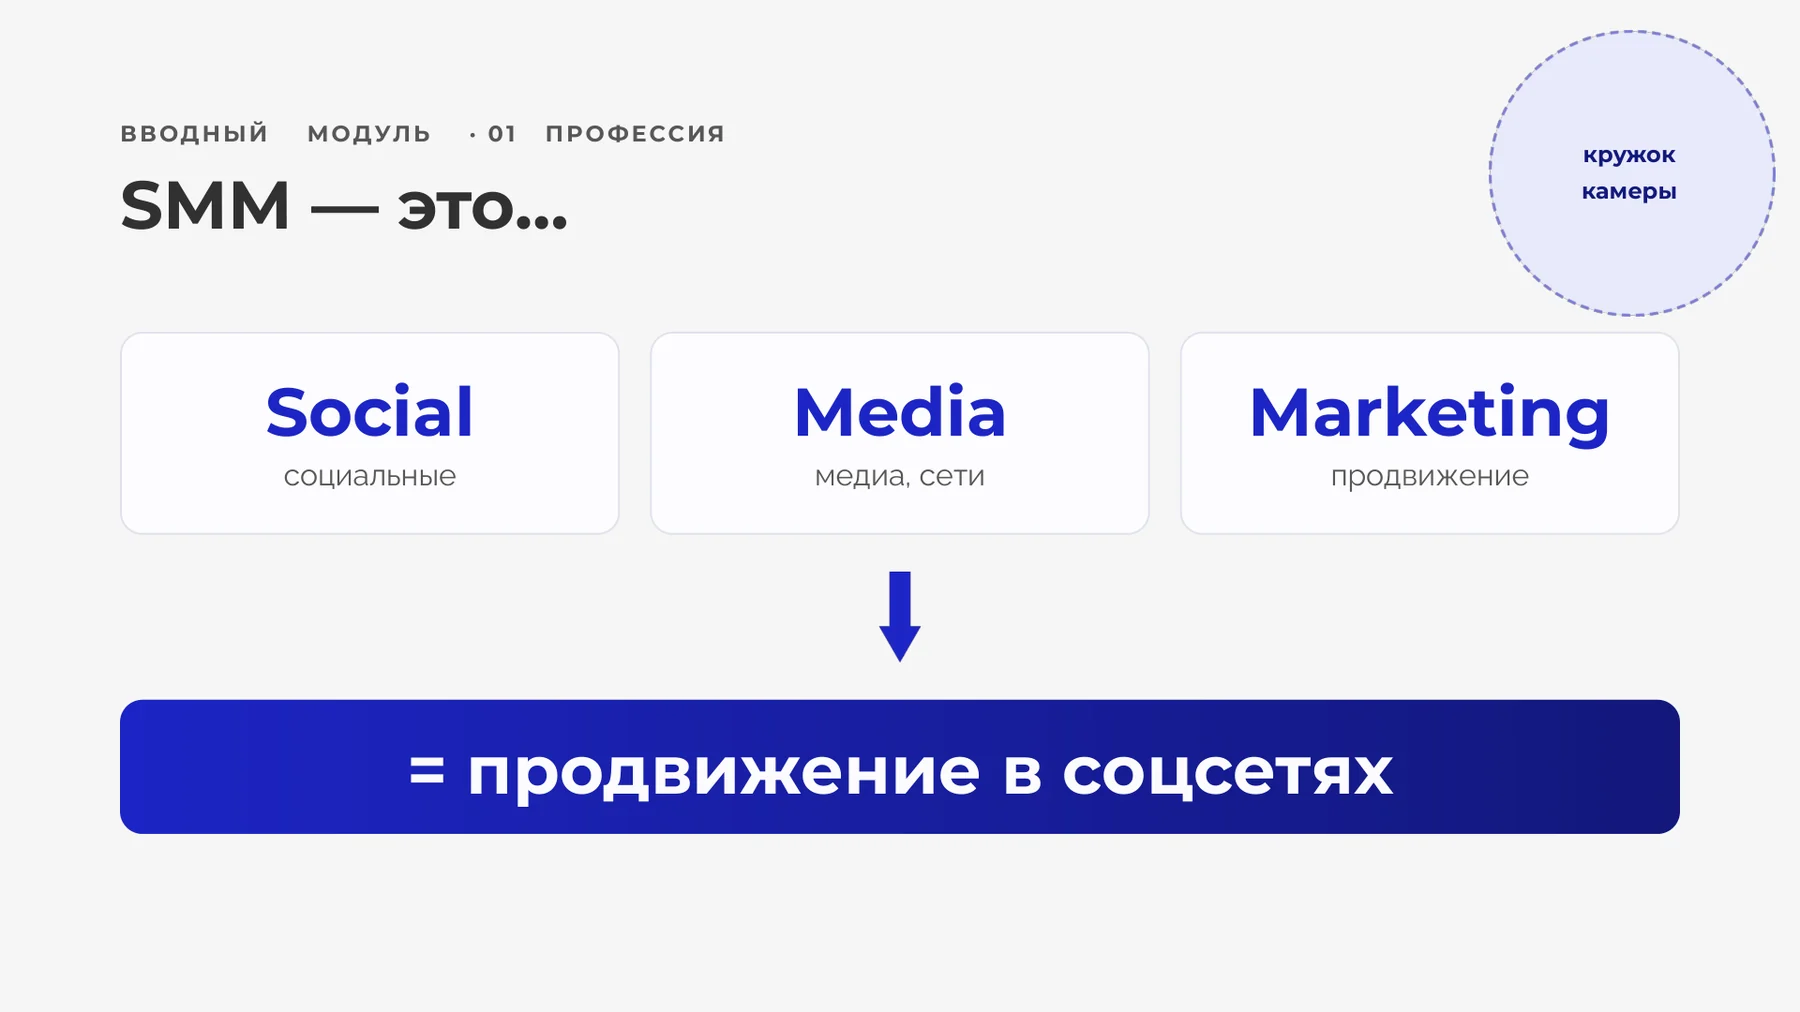 ВВОДНЫЙ МОДУЛЬ · 01 ПРОФЕССИЯ
SMM — это...
кружок
камеры
Social
социальные
Media
медиа, сети
Marketing
продвижение
= продвижение в соцсетях